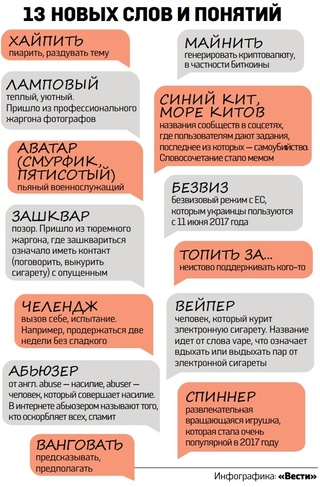 13 НОВЫХ СЛОВ И ПОНЯТИЙ
ХАЙПИТЬ
пиарить, раздувать тему
ЛАМПОВЫЙ
теплый, уютный.
Пришло из профессионального
жаргона фотографов
АВАТАР
(СМУРФИК,
ПЯТИСОТЫЙ)
пьяный военнослужащий
ЗАШКВАР
позор. Пришло из тюремного
жаргона, где зашквариться
означало иметь контакт
(поговорить, выкурить
сигарету) с опущенным
ЧЕЛЕНДЖ
вызов себе, испытание.
Например, продержаться две
недели без сладкого
АБЬЮЗЕР
от англ. abuse — насилие, abuser —
человек, который совершает насилие.
В интернете абьюзером называют того,
кто оскорбляет всех, спамит
ВАНГОВАТЬ
предсказывать,
предполагать
МАЙНИТЬ
генерировать криптовалюту,
в частности биткоины
СИНИЙ КИТ,
МОРЕ КИТОВ
названия сообществ в соцсетях,
где пользователям дают задания,
последнее из которых — самоубийство.
Словосочетание стало мемом
БЕЗВИЗ
безвизовый режим с ЕС,
которым украинцы пользуются
с 11 июня 2017 года
ТОПИТЬ ЗА...
неистово поддерживать кого-то
ВЕЙПЕР
человек, который курит
электронную сигарету. Название
идет от слова vape, что означает
вдыхать или выдыхать пар от
электронной сигареты
СПИННЕР
развлекательная
вращающаяся игрушка,
которая стала очень
популярной в 2017 году
Инфографика: «Вести»